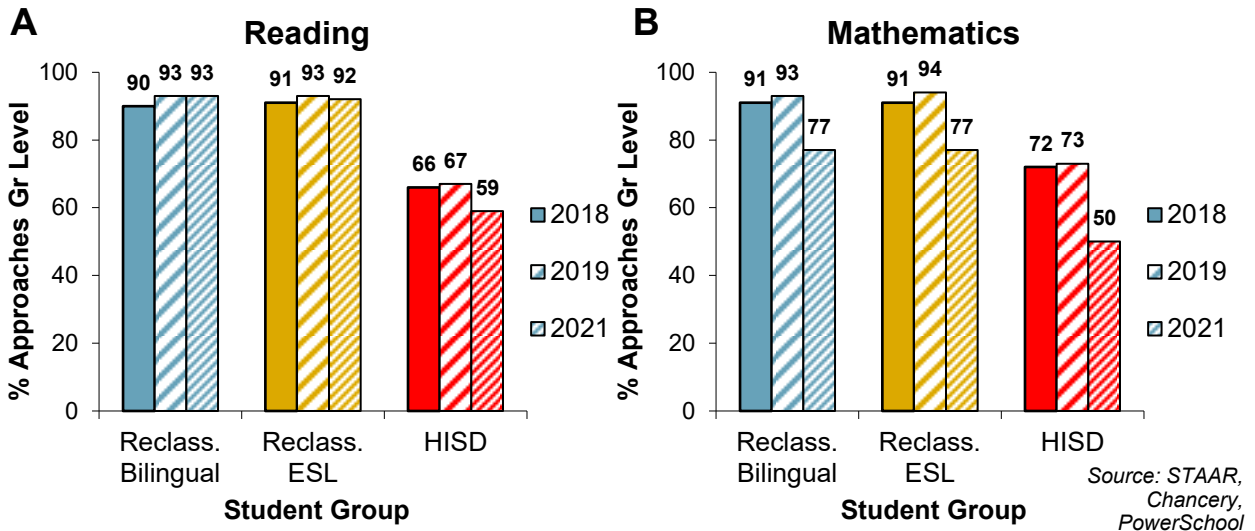 A
Reading
% Approaches Gr Level
100
80
60
40
20
0
90 93 93
91 93 92
66 67 59
Reclass. Bilingual
Reclass. ESL
HISD
Student Group
2018
2019
2021
B
Mathematics
% Approaches Gr Level
100
80
60
40
20
0
91 93 77
91 94 77
72 73 50
Reclass. Bilingual
Reclass. ESL
HISD
Student Group
2018
2019
2021
Source: STAAR,
Chancery,
PowerSchool